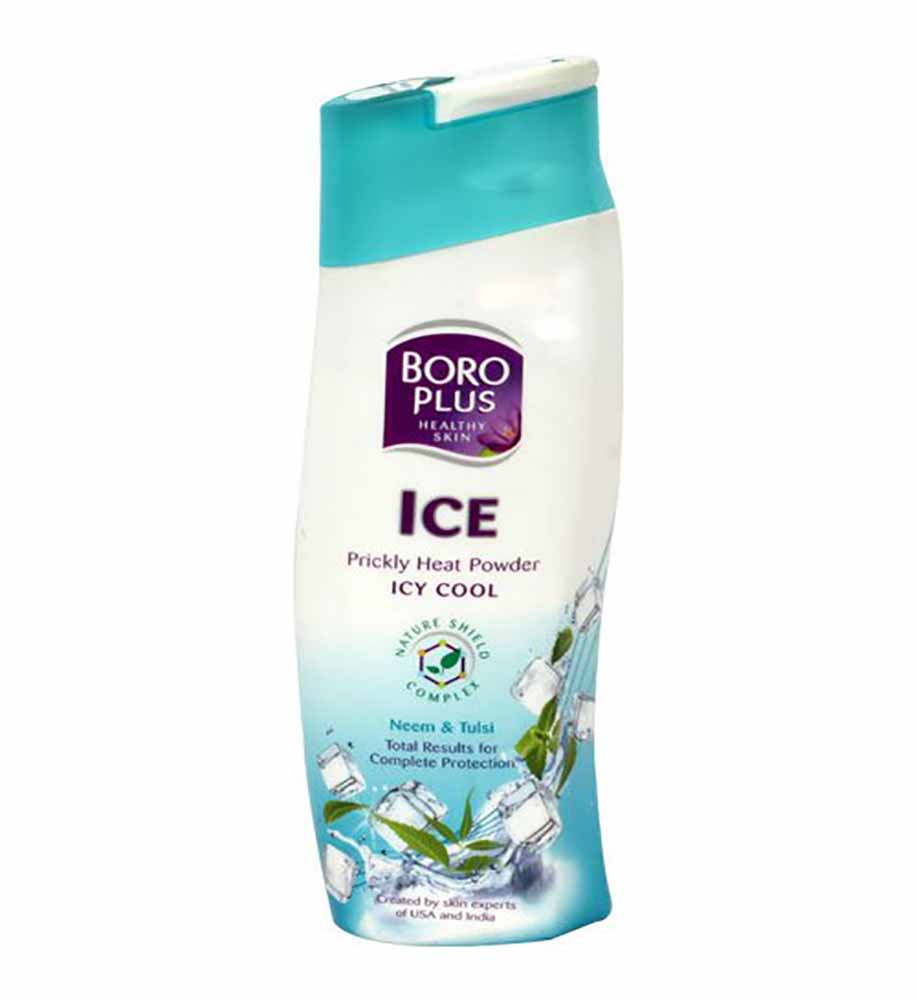 BORO
PLUS
HEALTHY
SKIN
ICE
Prickly Heat Powder
ICY COOL
NATURE SHIELD
COMPLEX
Neem & Tulsi
Total Results for
Complete Protection
Created by skin experts
of USA and India